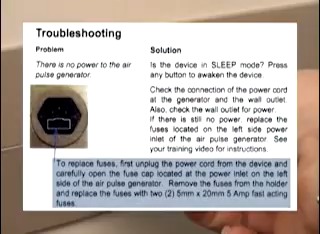 Troubleshooting
Problem
Solution
There is no power to the air
pulse generator.
Is the device in SLEEP mode? Press
any button to awaken the device.
Check the connection of the power cord
at the generator and the wall outlet.
Also, check the wall outlet for power.
If there is still no power, replace the
fuses located on the left side power
inlet of the air pulse generator. See
your training video for instructions.
To replace fuses, first unplug the power cord from the device and
carefully open the fuse cap located at the power inlet on the left
side of the air pulse generator. Remove the fuses from the holder
and replace the fuses with two (2) 5mm x 20mm 5 Amp fast acting
fuses.